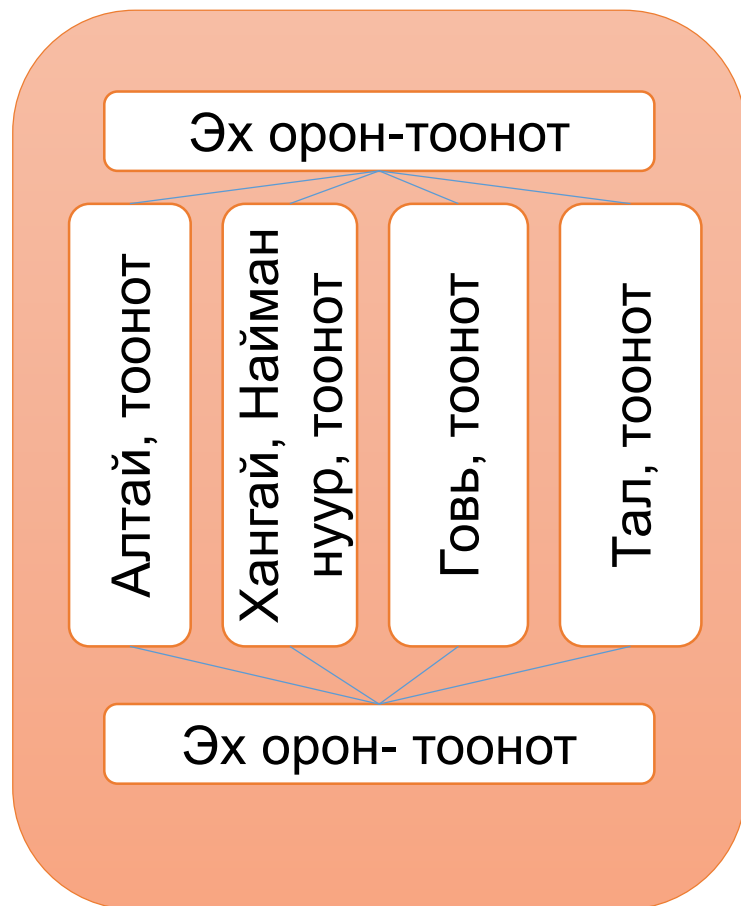 Эх орон-тоонот
Алтай, тоонот
Хангай, Найман
нуур, тоонот
Говь, тоонот
Тал, тоонот
Эх орон- тоонот